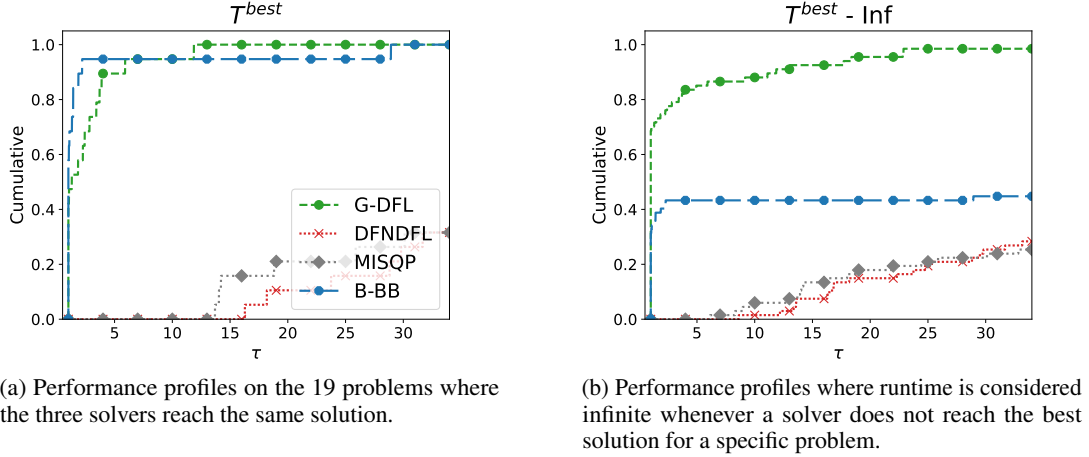 T^best
1.0
0.8
0.6
0.4
0.2
0.0
Cumulative
5
10
15
20
25
30
τ
G-DFL
DFNDFL
MISQP
B-BB
T^best - Inf
1.0
0.8
0.6
0.4
0.2
0.0
Cumulative
5
10
15
20
25
30
τ
(a) Performance profiles on the 19 problems where
the three solvers reach the same solution.
(b) Performance profiles where runtime is considered
infinite whenever a solver does not reach the best
solution for a specific problem.